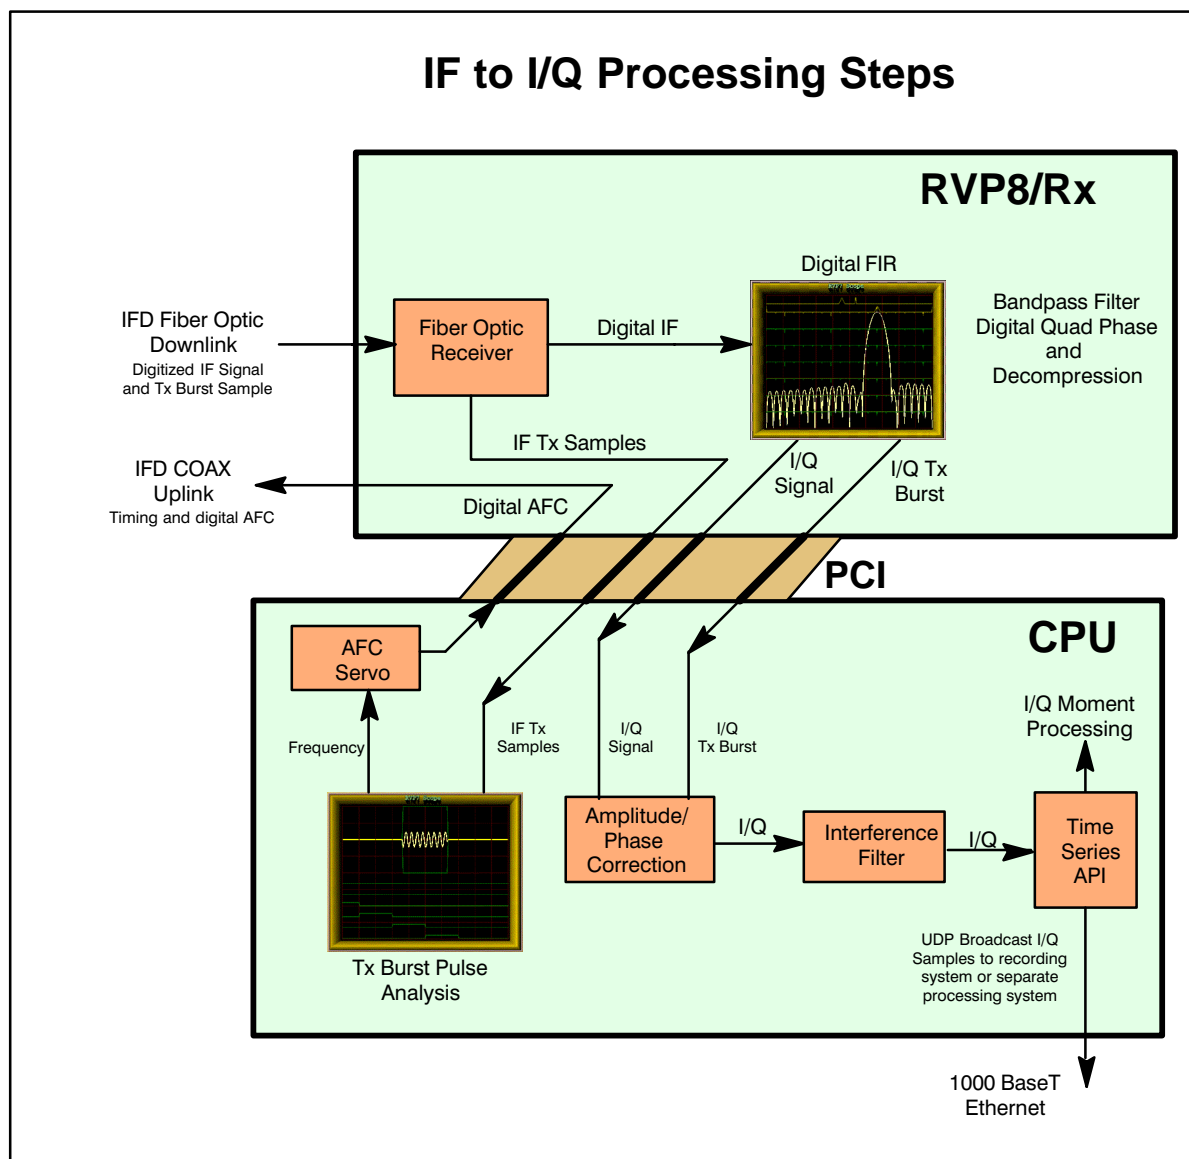 IF to I/Q Processing Steps
RVP8/Rx
Digital FIR
IFD Fiber Optic
Downlink
Digitized IF Signal
and Tx Burst Sample
Fiber Optic
Receiver
Digital IF
Bandpass Filter
Digital Quad Phase
and
Decompression
IF Tx Samples
I/Q
Signal
I/Q Tx
Burst
IFD COAX
Uplink
Timing and digital AFC
Digital AFC
PCI
CPU
AFC
Servo
Frequency
IF Tx
Samples
I/Q
Signal
I/Q
Tx Burst
I/Q Moment
Processing
Amplitude/
Phase
Correction
I/Q
Interference
Filter
I/Q
Time
Series
API
Tx Burst Pulse
Analysis
UDP Broadcast I/Q
Samples to recording
system or separate
processing system
1000 BaseT
Ethernet